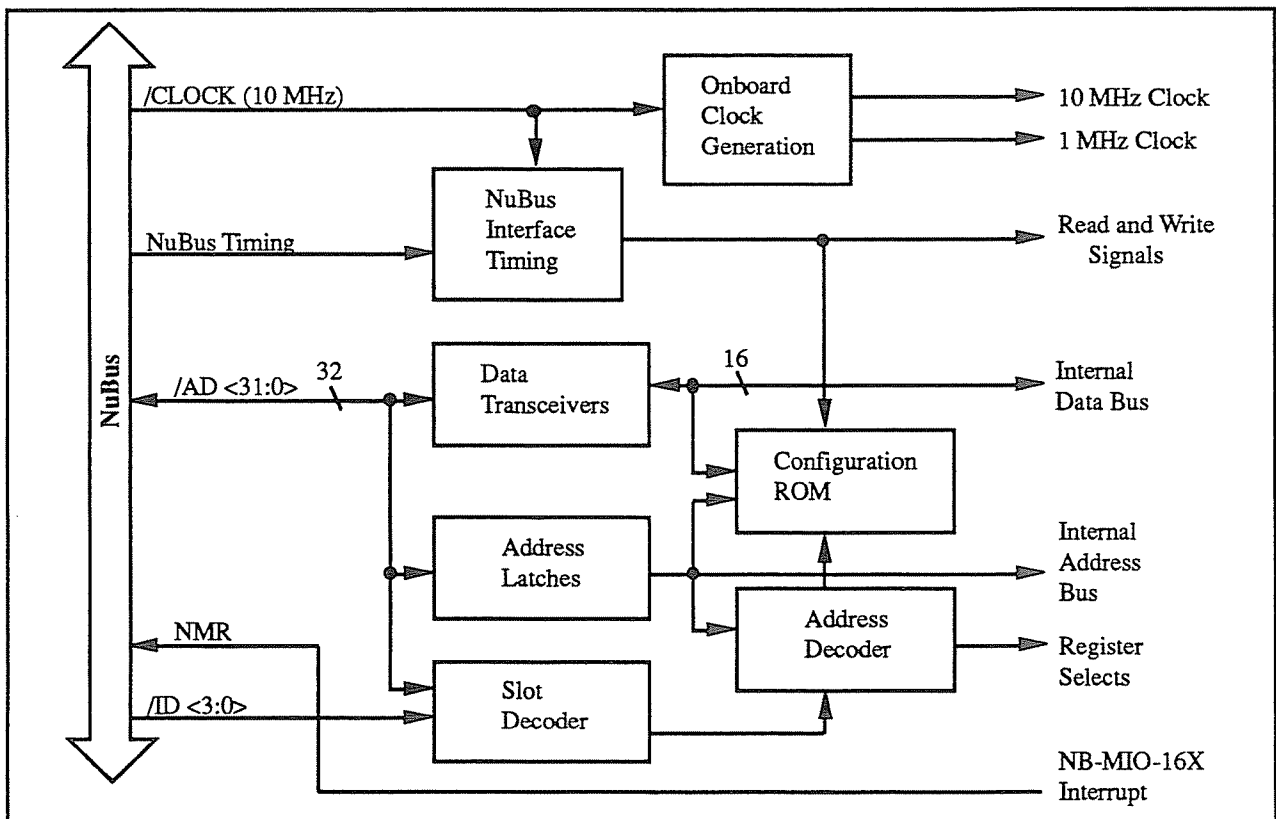 /CLOCK (10 MHz)
Onboard
Clock
Generation
10 MHz Clock
1 MHz Clock
NuBus Timing
NuBus
Interface
Timing
Read and Write
Signals
NuBus
/AD <31:0>
32
Data
Transceivers
16
Internal
Data Bus
Configuration
ROM
Address
Latches
Internal
Address
Bus
NMR
Address
Decoder
Register
Selects
/ID <3:0>
Slot
Decoder
NB-MIO-16X
Interrupt